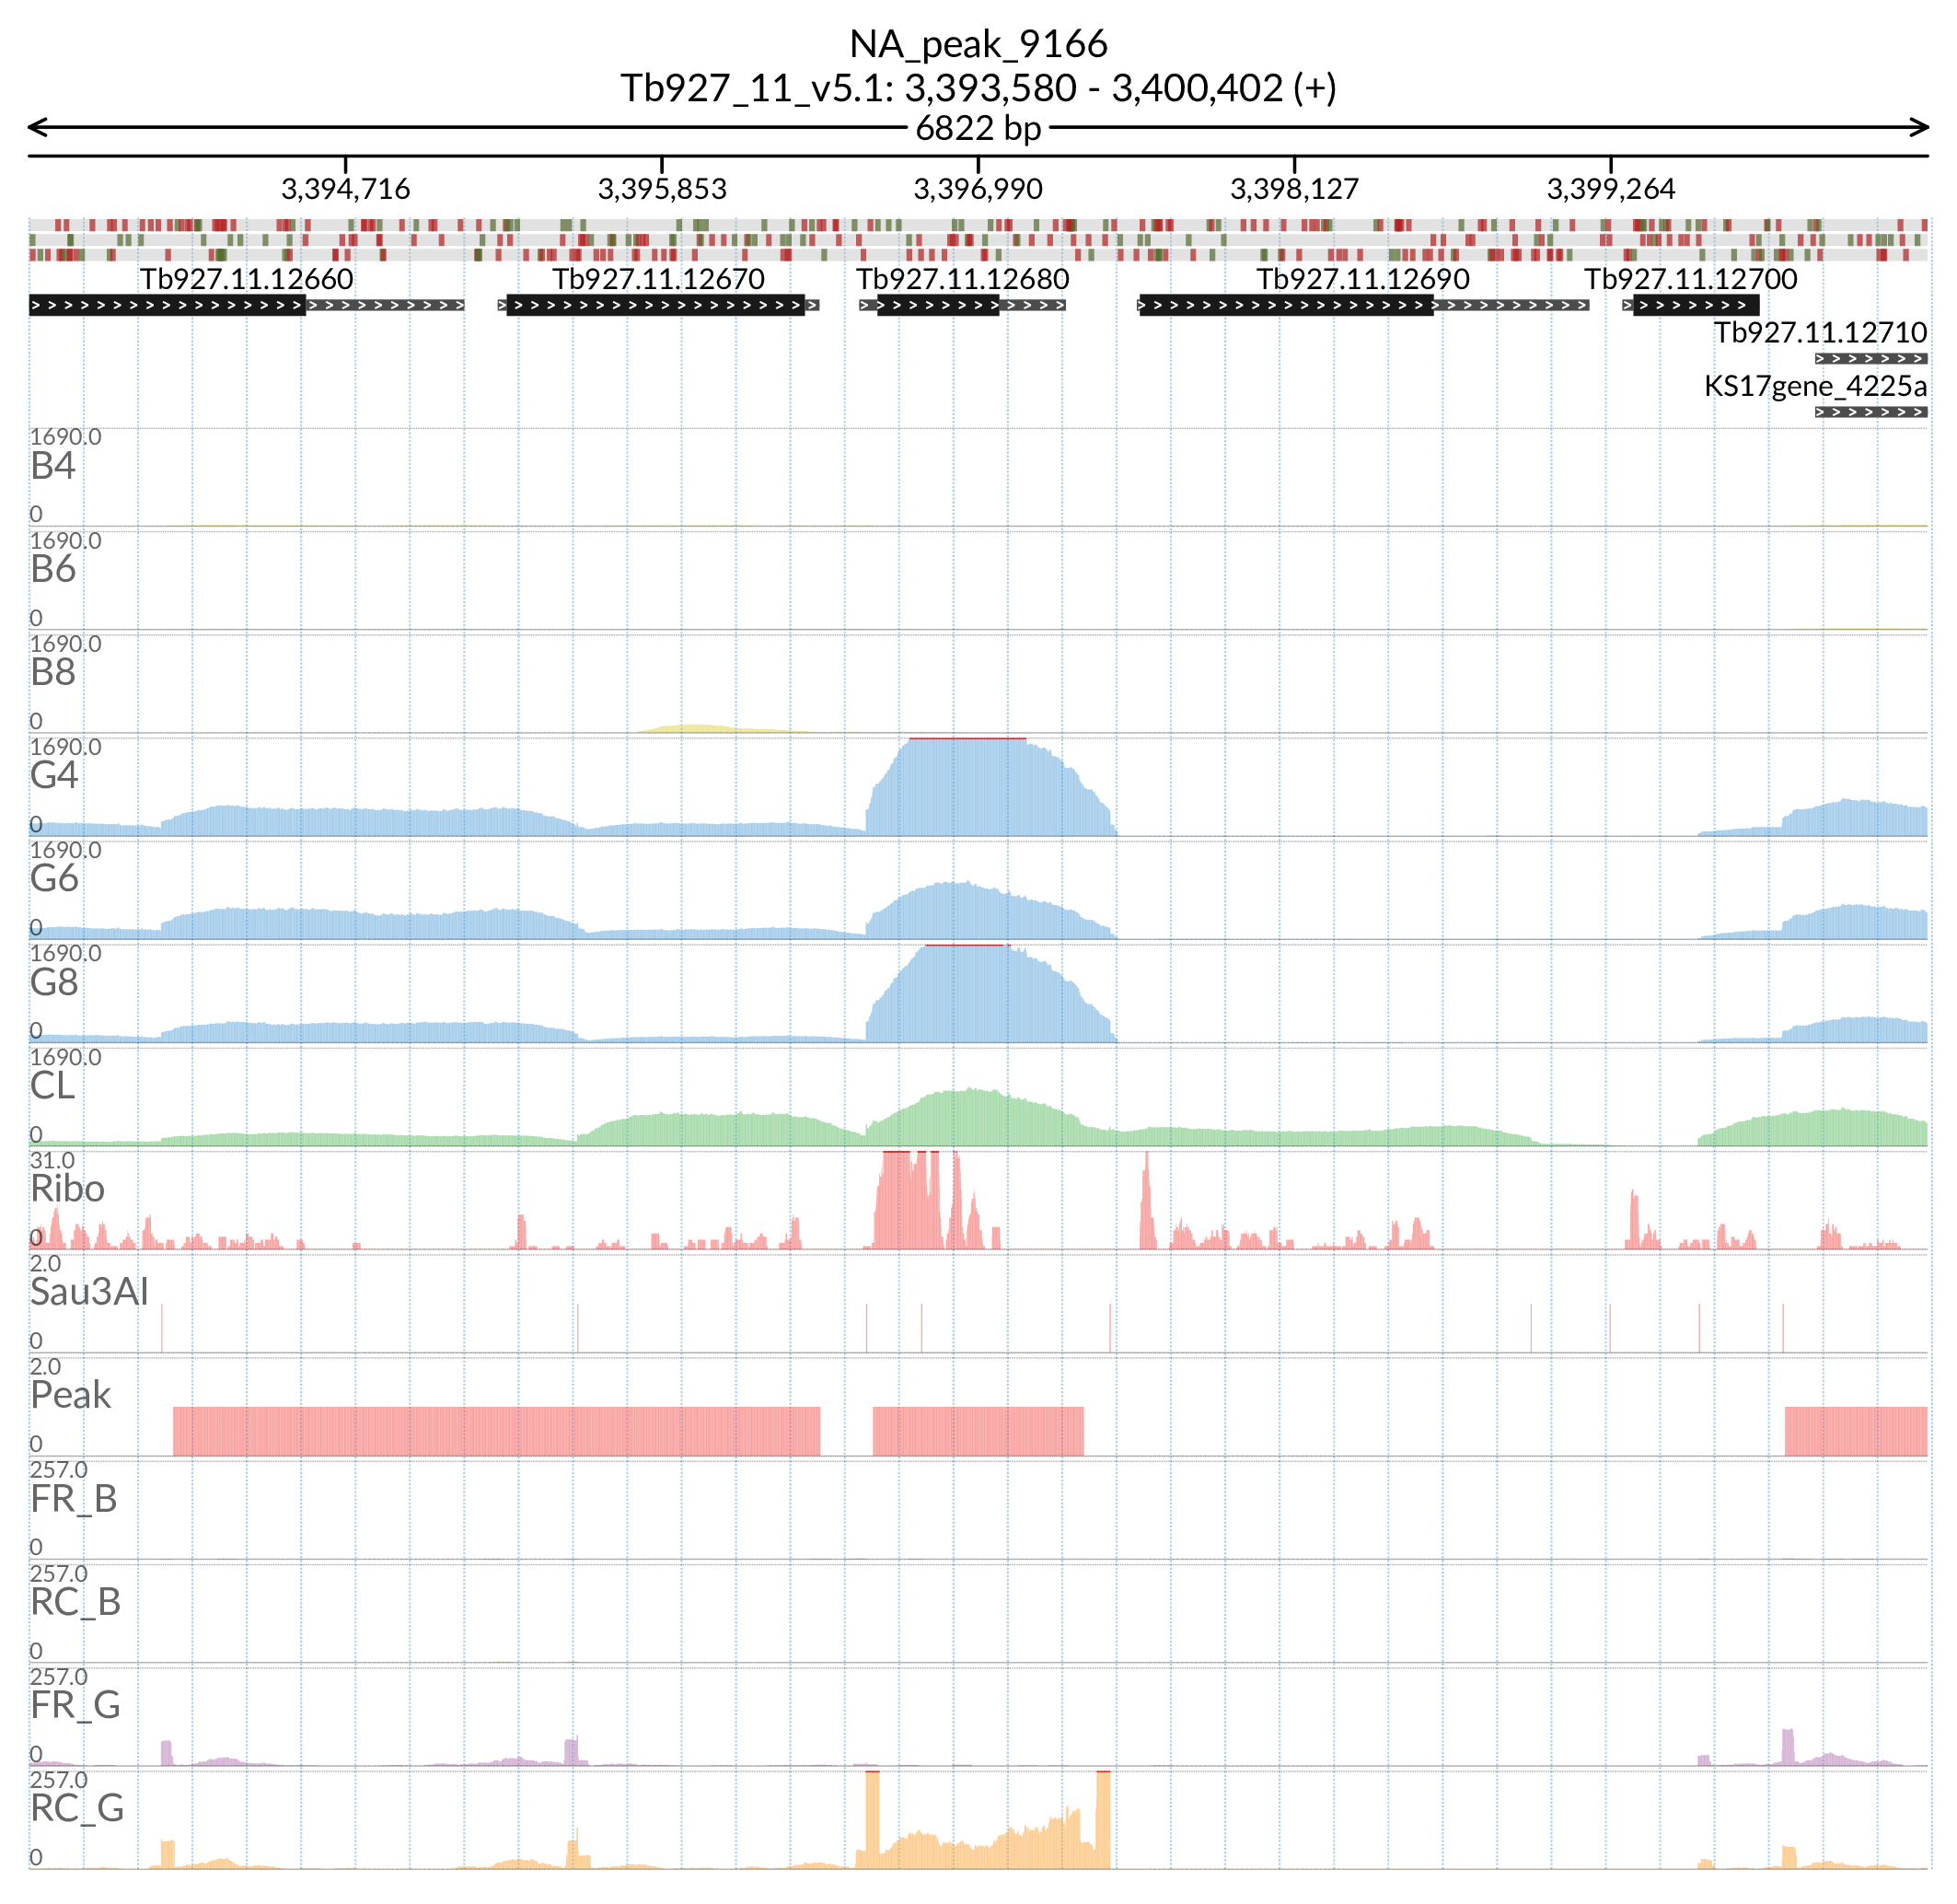 NA_peak_9166
Tb927_11_v5.1: 3,393,580 - 3,400,402 (+)
6822 bp
3,394,716 3,395,853 3,396,990 3,398,127 3,399,264
Tb927.11.12660 Tb927.11.12670 Tb927.11.12680 Tb927.11.12690 Tb927.11.12700
Tb927.11.12710
KS17gene_4225a
1690.0
B4
0
1690.0
B6
0
1690.0
B8
0
1690.0
G4
0
1690.0
G6
0
1690.0
G8
0
1690.0
CL
0
31.0
Ribo
0
2.0
Sau3AI
0
2.0
Peak
0
257.0
FR_B
0
257.0
RC_B
0
257.0
FR_G
0
257.0
RC_G
0